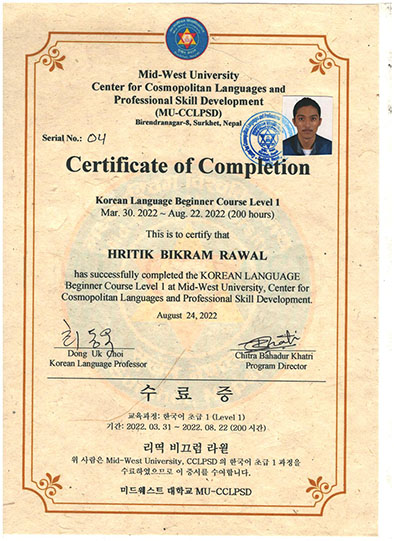 Mid-West University
Center for Cosmopolitan Languages and
Professional Skill Development
(MU-CCLPSD)
Birendranagar-8, Surkhet, Nepal
Serial No.: 04
Certificate of Completion
Korean Language Beginner Course Level 1
Mar. 30. 2022 ~ Aug. 22. 2022 (200 hours)
This is to certify that
HRITIK BIKRAM RAWAL
has successfully completed the KOREAN LANGUAGE
Beginner Course Level 1 at Mid-West University, Center for
Cosmopolitan Languages and Professional Skill Development.
August 24, 2022
최동욱
Dong Uk Choi
Korean Language Professor
Chitra Bahadur Khatri
Program Director
수 료 증
교육과정: 한국어 초급 1 (Level 1)
기간: 2022. 03. 31 ~ 2022. 08. 22 (200 시간)
리떡 비끄럼 라월
위 사람은 Mid-West University, CCLPSD 의 한국어 초급 1 과정을
수료하였으므로 이 증서를 수여합니다.
미드웨스트 대학교 MU-CCLPSD